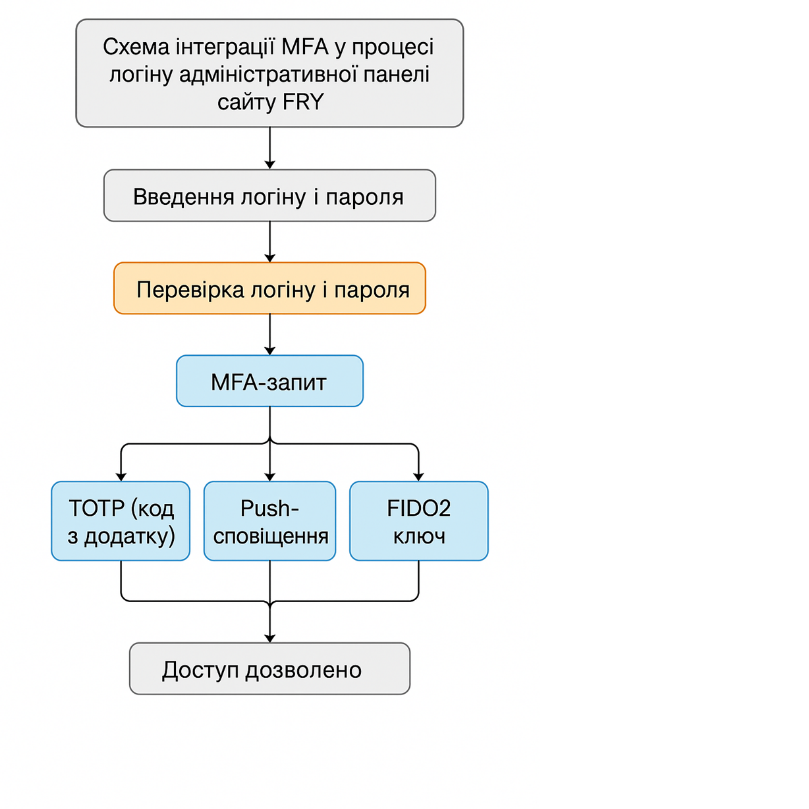 Схема інтеграції MFA у процесі
логіну адміністративної панелі
сайту FRY
Введення логіну і пароля
Перевірка логіну і пароля
MFA-запит
TOTP (код
з додатку)
Push-
сповіщення
FIDO2
ключ
Доступ дозволено